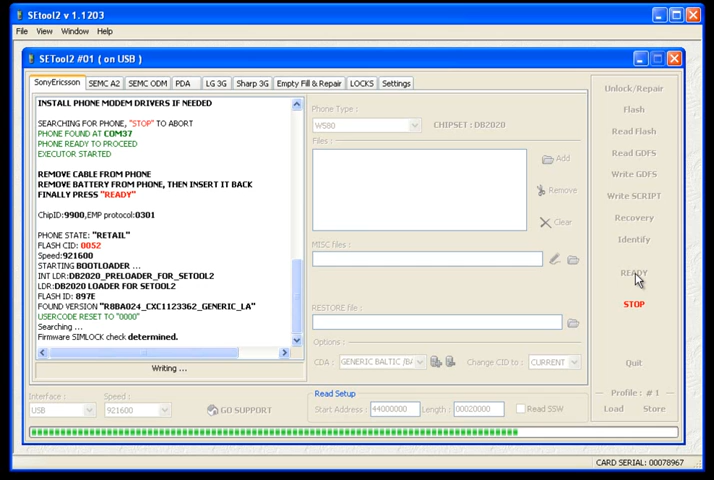 SEtool2 v 1.1203
File View Window Help
SETool2 #01 ( on USB )
SonyEricsson SEMC A2 SEMC ODM PDA LG 3G Sharp 3G Empty Fill & Repair LOCKS Settings
INSTALL PHONE MODEM DRIVERS IF NEEDED
SEARCHING FOR PHONE, "STOP" TO ABORT
PHONE FOUND AT COM37
PHONE READY TO PROCEED
EXECUTOR STARTED
REMOVE CABLE FROM PHONE
REMOVE BATTERY FROM PHONE, THEN INSERT IT BACK
FINALLY PRESS "READY"
ChipID:9900,EMP protocol:0301
PHONE STATE: "RETAIL"
FLASH CID: 0052
Speed:921600
STARTING BOOTLOADER ...
INT LDR:DB2020_PRELOADER_FOR_SETOOL2
LDR:DB2020 LOADER FOR SETOOL2
FLASH ID: 897E
FOUND VERSION "R8BA024_CXC1123362_GENERIC_LA"
USERCODE RESET TO "0000"
Searching ...
Firmware SIMLOCK check determined.
Writing ...
Phone Type :
W580
CHIPSET : DB2020
Files :
Add
Remove
Clear
MISC files :
RESTORE file :
Options :
CDA : GENERIC BALTIC /BA
Change CID to : CURRENT
Unlock/Repair
Flash
Read Flash
Read GDFS
Write GDFS
Write SCRIPT
Recovery
Identify
READY
STOP
Quit
Profile : # 1
Load Store
Interface :
USB
Speed :
921600
GO SUPPORT
Read Setup
Start Address : 44000000 Length : 00020000 Read SSW
CARD SERIAL: 00078967